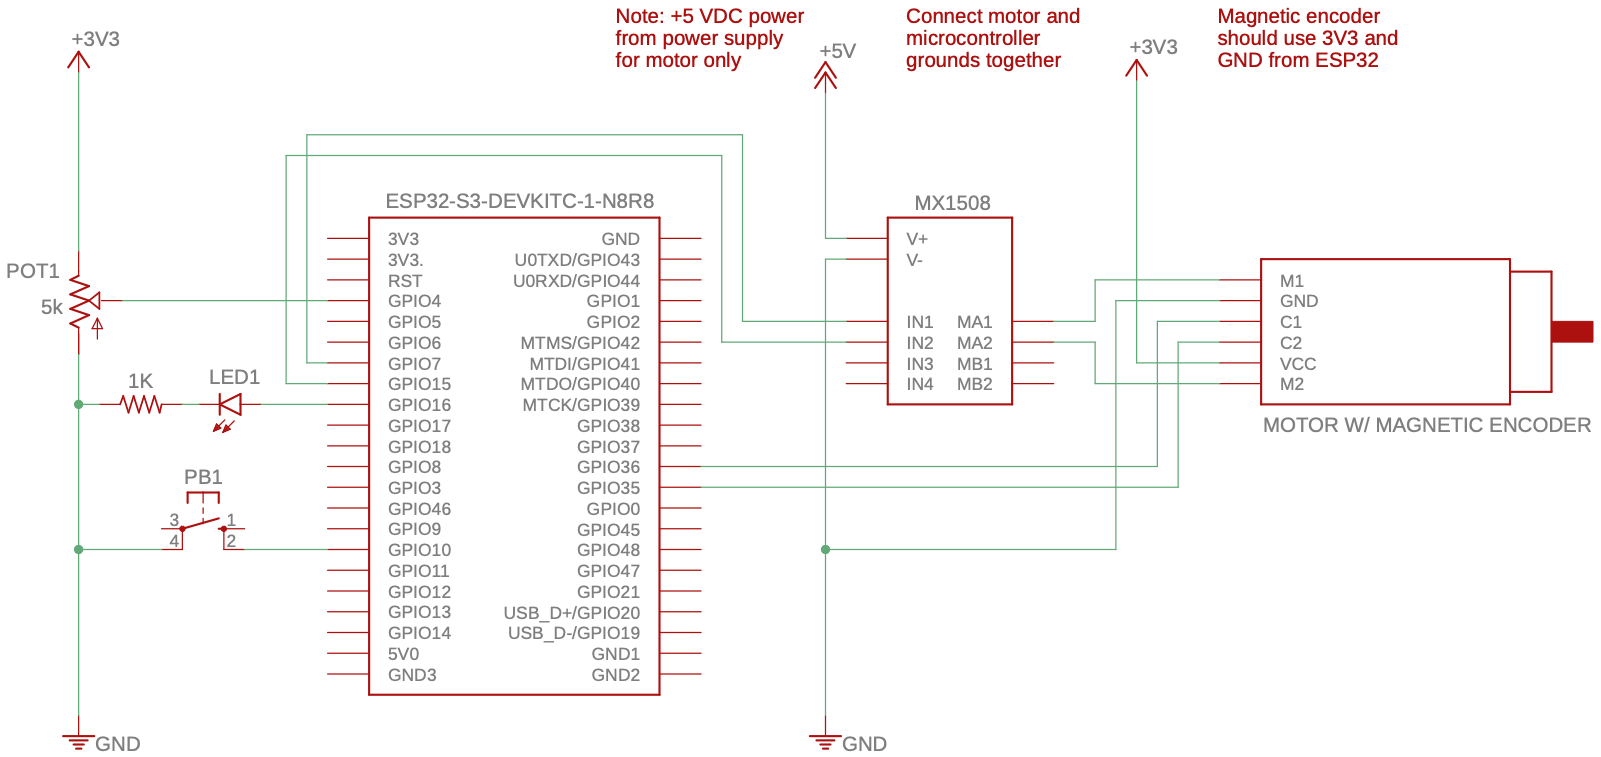 Note: +5 VDC power
from power supply
for motor only
Connect motor and
microcontroller
grounds together
Magnetic encoder
should use 3V3 and
GND from ESP32
+3V3
+5V
+3V3
ESP32-S3-DEVKITC-1-N8R8
3V3
3V3.
RST
GPIO4
GPIO5
GPIO6
GPIO7
GPIO15
GPIO16
GPIO17
GPIO18
GPIO8
GPIO3
GPIO46
GPIO9
GPIO10
GPIO11
GPIO12
GPIO13
GPIO14
5V0
GND3
GND
U0TXD/GPIO43
U0RXD/GPIO44
GPIO1
GPIO2
MTMS/GPIO42
MTDI/GPIO41
MTDO/GPIO40
MTCK/GPIO39
GPIO38
GPIO37
GPIO36
GPIO35
GPIO0
GPIO45
GPIO48
GPIO47
GPIO21
USB_D+/GPIO20
USB_D-/GPIO19
GND1
GND2
POT1
5k
1K
LED1
PB1
3
4
1
2
GND
MX1508
V+
V-
IN1
IN2
IN3
IN4
MA1
MA2
MB1
MB2
GND
M1
GND
C1
C2
VCC
M2
MOTOR W/ MAGNETIC ENCODER